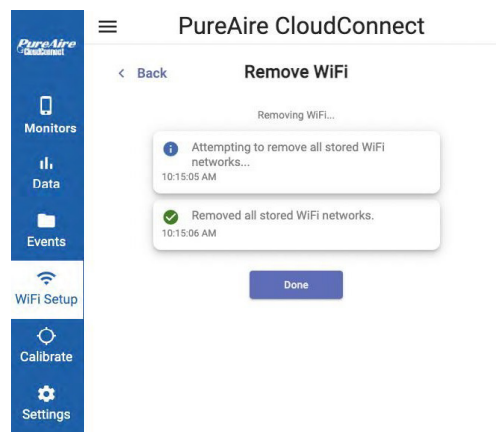 PureAire
CloudConnect
PureAire CloudConnect
Back
Remove WiFi
Removing WiFi...
Attempting to remove all stored WiFi
networks...
10:15:05 AM
Removed all stored WiFi networks.
10:15:06 AM
Done
Monitors
Data
Events
WiFi Setup
Calibrate
Settings